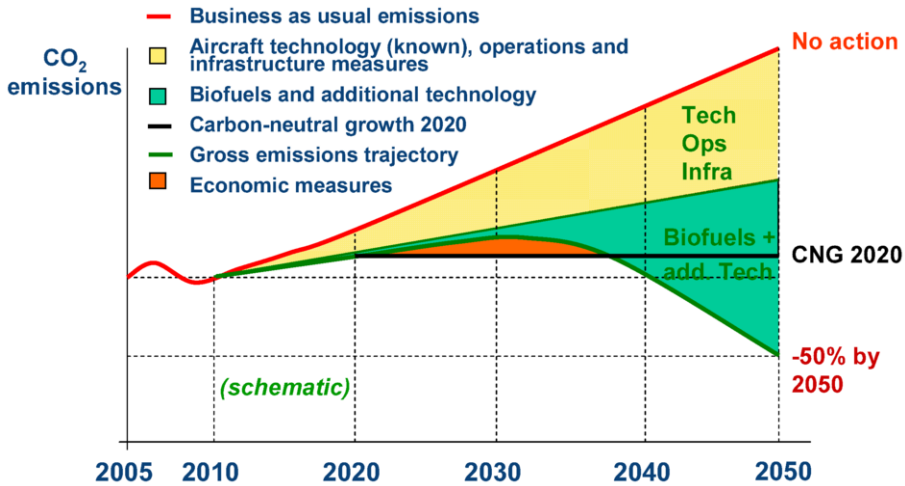 Business as usual emissions
Aircraft technology (known), operations and
infrastructure measures
Biofuels and additional technology
Carbon-neutral growth 2020
Gross emissions trajectory
Economic measures
CO2
emissions
No action
Tech
Ops
Infra
Biofuels +
add. Tech
CNG 2020
-50% by
2050
(schematic)
2005 2010 2020 2030 2040 2050